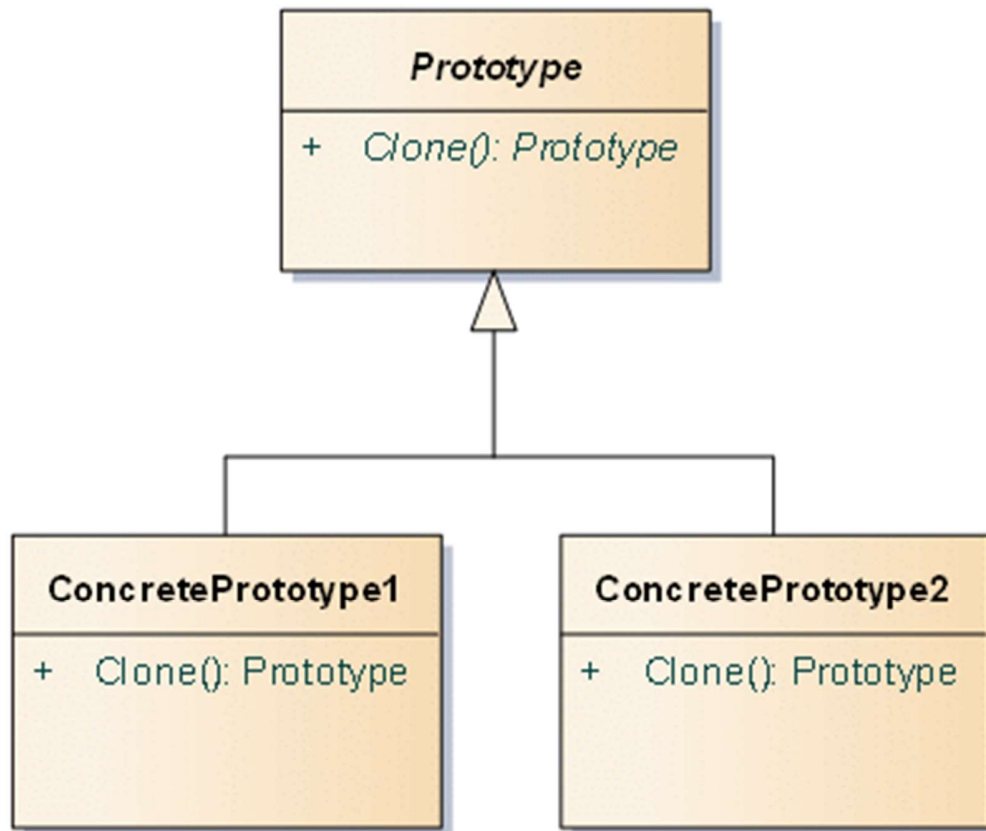 Prototype
+ Clone(): Prototype
ConcretePrototype1
+ Clone(): Prototype
ConcretePrototype2
+ Clone(): Prototype